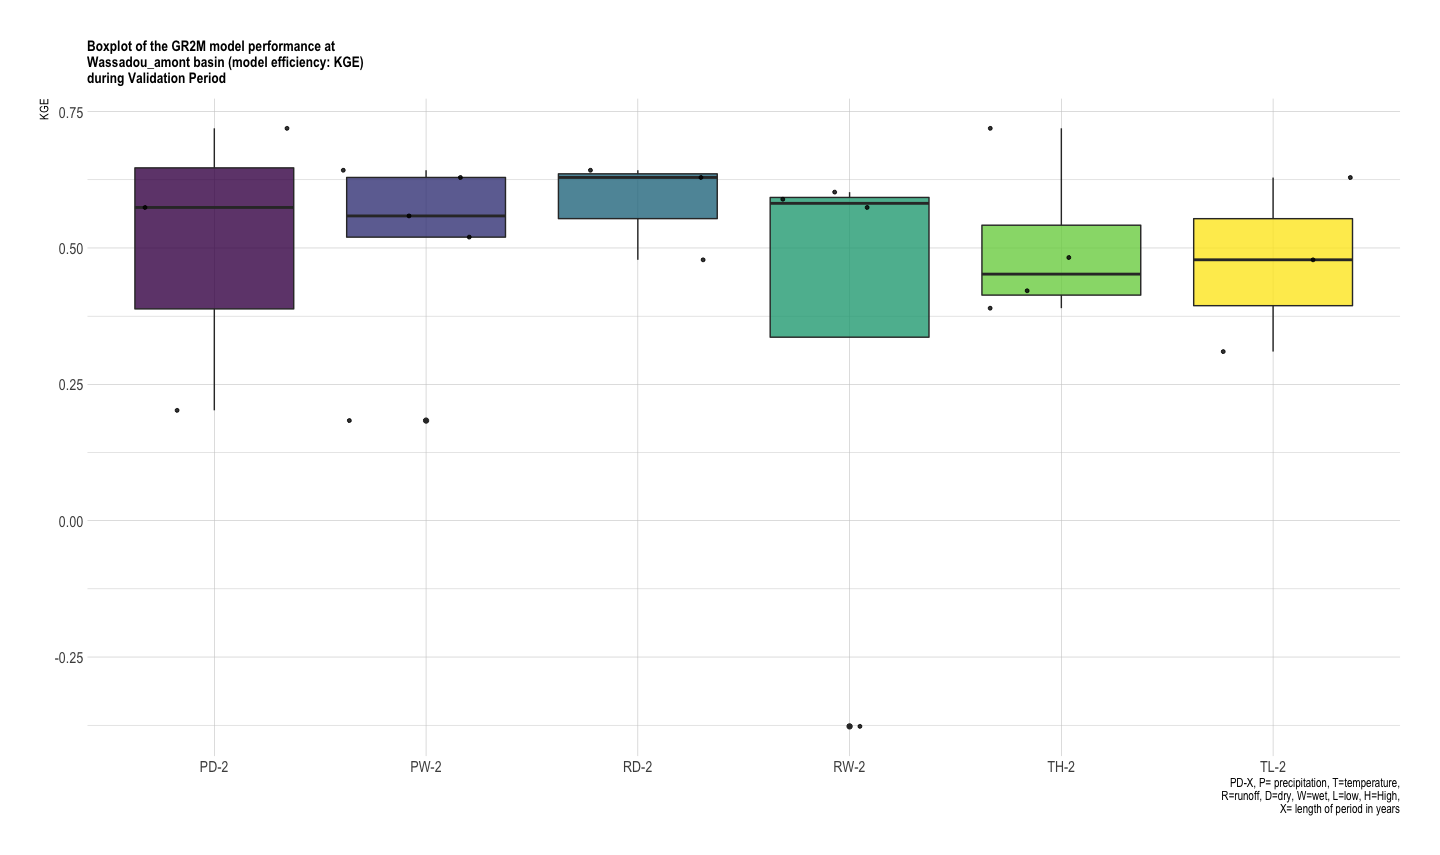 Boxplot of the GR2M model performance at
Wassadou_amont basin (model efficiency: KGE)
during Validation Period
KGE
0.75
0.50
0.25
0.00
-0.25
PD-2
PW-2
RD-2
RW-2
TH-2
TL-2
PD-X, P= precipitation, T=temperature,
R=runoff, D=dry, W=wet, L=low, H=High,
X= length of period in years